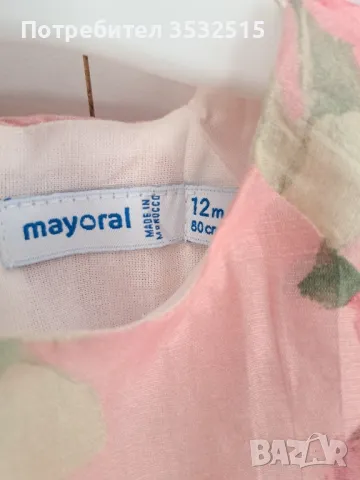 Потребител 3532515
mayoral
MADE IN
MOROCCO
12m
80cm
BAZAR